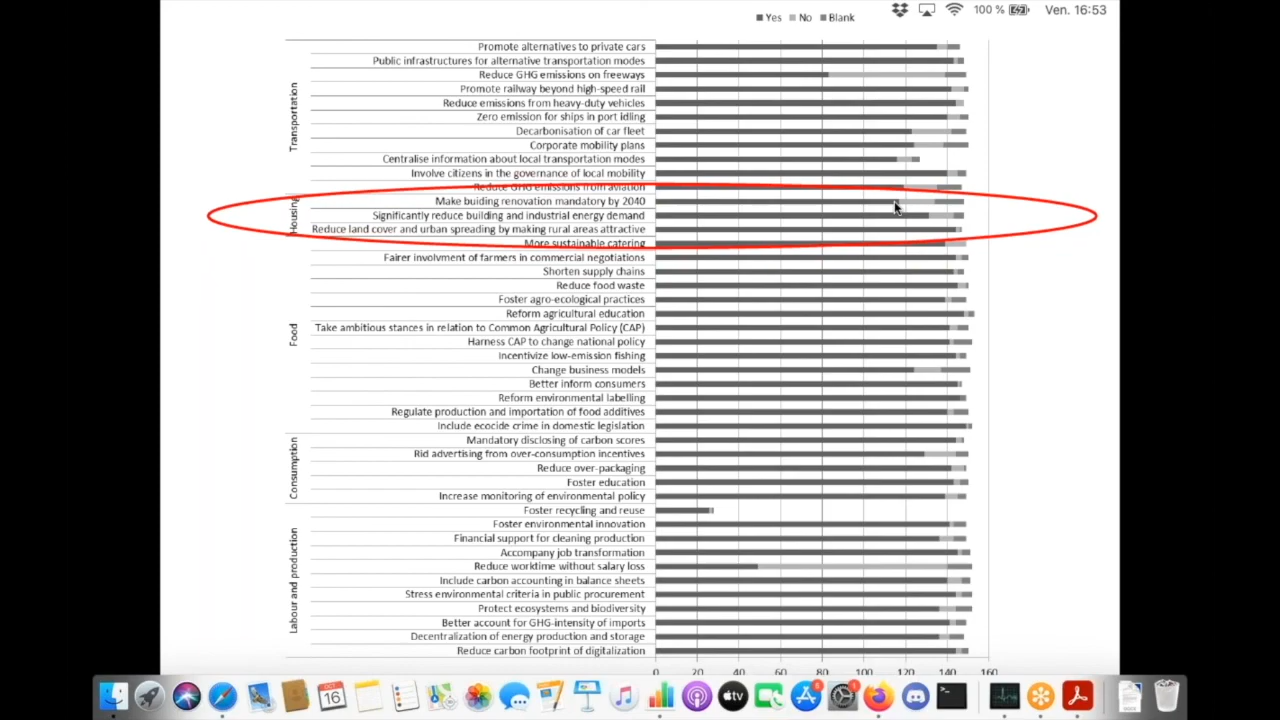 100 % Ven. 16:53
Yes No Blank
Transportation
Promote alternatives to private cars
Public infrastructures for alternative transportation modes
Reduce GHG emissions on freeways
Promote railway beyond high-speed rail
Reduce emissions from heavy-duty vehicles
Zero emission for ships in port idling
Decarbonisation of car fleet
Corporate mobility plans
Centralise information about local transportation modes
Involve citizens in the governance of local mobility
Reduce GHG emissions from aviation
Housing
Make buiding renovation mandatory by 2040
Significantly reduce building and industrial energy demand
Reduce land cover and urban spreading by making rural areas attractive
Food
More sustainable catering
Fairer involvment of farmers in commercial negotiations
Shorten supply chains
Reduce food waste
Foster agro-ecological practices
Reform agricultural education
Take ambitious stances in relation to Common Agricultural Policy (CAP)
Harness CAP to change national policy
Incentivize low-emission fishing
Change business models
Better inform consumers
Reform environmental labelling
Regulate production and importation of food additives
Include ecocide crime in domestic legislation
Consumption
Mandatory disclosing of carbon scores
Rid advertising from over-consumption incentives
Reduce over-packaging
Foster education
Increase monitoring of environmental policy
Labour and production
Foster recycling and reuse
Foster environmental innovation
Financial support for cleaning production
Accompany job transformation
Reduce worktime without salary loss
Include carbon accounting in balance sheets
Stress environmental criteria in public procurement
Protect ecosystems and biodiversity
Better account for GHG-intensity of imports
Decentralization of energy production and storage
Reduce carbon footprint of digitalization
0 20 40 60 80 100 120 140 160
16
tv